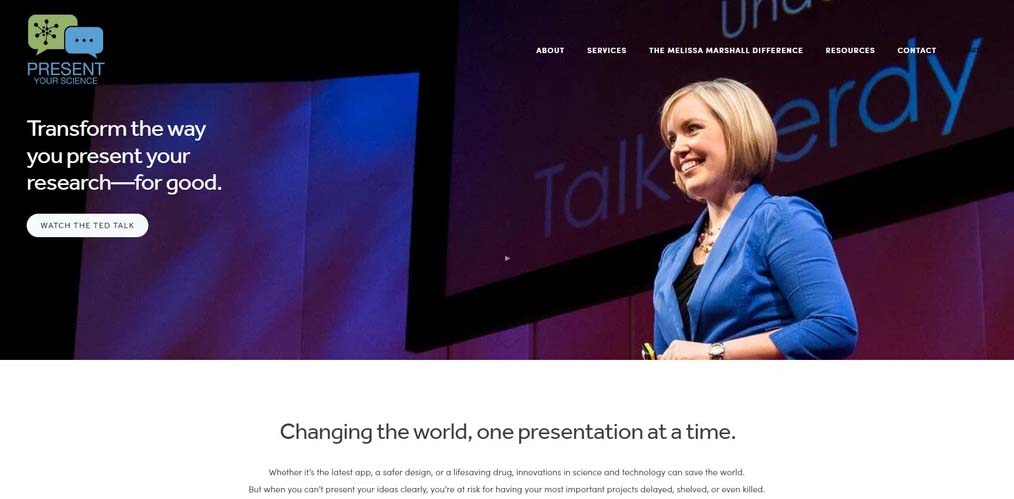 PRESENT
YOUR SCIENCE
ABOUT SERVICES THE MELISSA MARSHALL DIFFERENCE RESOURCES CONTACT
Talk Nerdy
Transform the way
you present your
research—for good.
WATCH THE TED TALK
Changing the world, one presentation at a time.
Whether it's the latest app, a safer design, or a lifesaving drug, innovations in science and technology can save the world.
But when you can't present your ideas clearly, you're at risk for having your most important projects delayed, shelved, or even killed.